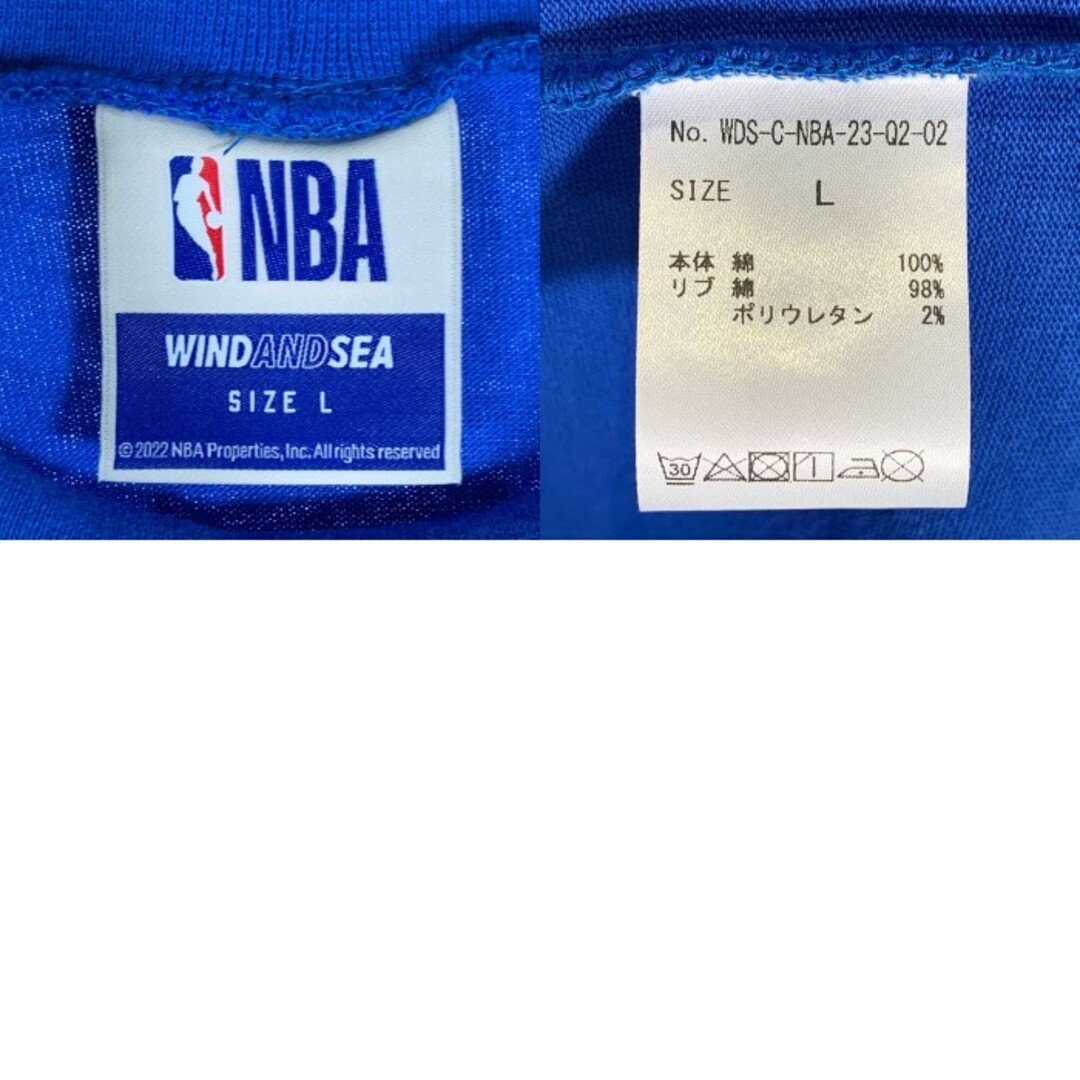 NBA
WINDANDSEA
SIZE L
©2022 NBA Properties, Inc. All rights reserved
No. WDS-C-NBA-23-Q2-02
SIZE L
本体 綿 100%
リブ 綿 98%
ポリウレタン 2%
30